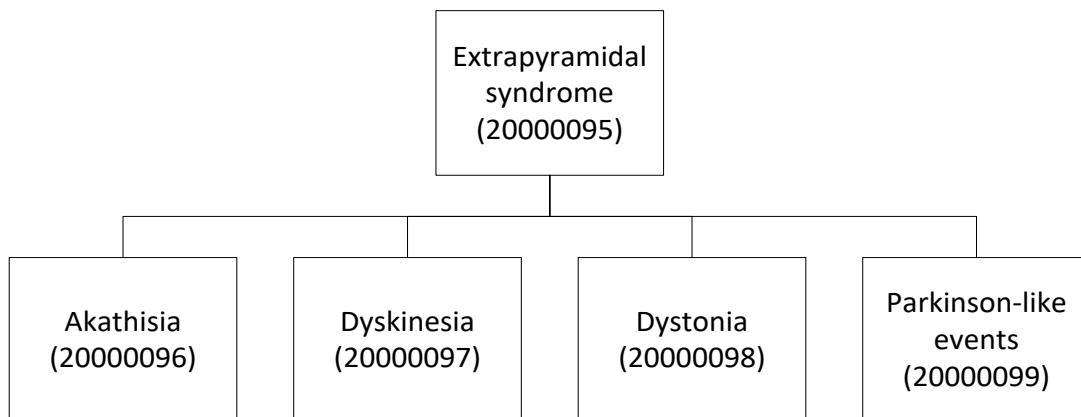 Extrapyramidal
syndrome
(20000095)
Akathisia
(20000096)
Dyskinesia
(20000097)
Dystonia
(20000098)
Parkinson-like
events
(20000099)